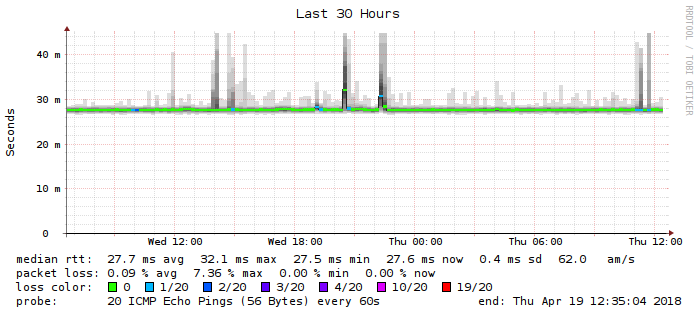 Last 30 Hours
RRDTOOL / TOBI OETIKER
Seconds
40 m
30 m
20 m
10 m
0
Wed 12:00 Wed 18:00 Thu 00:00 Thu 06:00 Thu 12:00
median rtt: 27.7 ms avg 32.1 ms max 27.5 ms min 27.6 ms now 0.4 ms sd 62.0 am/s
packet loss: 0.09 % avg 7.36 % max 0.00 % min 0.00 % now
loss color: 0 1/20 2/20 3/20 4/20 10/20 19/20
probe: 20 ICMP Echo Pings (56 Bytes) every 60s end: Thu Apr 19 12:35:04 2018